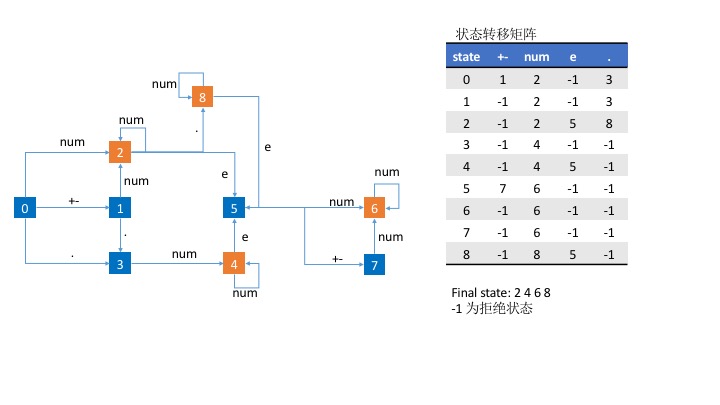 状态转移矩阵
state +- num e .
0 1 2 -1 3
1 -1 2 -1 3
2 -1 2 5 8
3 -1 4 -1 -1
4 -1 4 5 -1
5 7 6 -1 -1
6 -1 6 -1 -1
7 -1 6 -1 -1
8 -1 8 5 -1
Final state: 2 4 6 8
-1 为拒绝状态
num
8
num
.
num
2
e
e
num
num
0
+-
1
5
num
6
.
.
num
e
num
3
4
+-
7
num